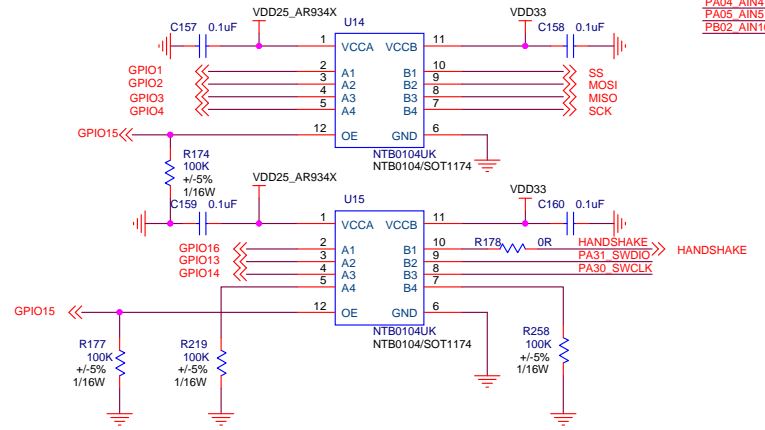 PA04_AIN4
PA05_AIN5
VDD25_AR934X
VDD33
U14
C157 0.1uF
C158 0.1uF
1 VCCA VCCB 11
GPIO1 2 A1 B1 10 SS
GPIO2 3 A2 B2 9 MOSI
GPIO3 4 A3 B3 8 MISO
GPIO4 5 A4 B4 7 SCK
GPIO15 12 OE GND 6
NTB0104UK
NTB0104/SOT1174
R174
100K
+/-5%
1/16W
VDD25_AR934X
VDD33
U15
C159 0.1uF
C160 0.1uF
1 VCCA VCCB 11
GPIO16 2 A1 B1 10 R178 0R HANDSHAKE HANDSHAKE
GPIO13 3 A2 B2 9 PA31_SWDIO
GPIO14 4 A3 B3 8 PA30_SWCLK
5 A4 B4 7
GPIO15 12 OE GND 6
NTB0104UK
NTB0104/SOT1174
R177
100K
+/-5%
1/16W
R219
100K
+/-5%
1/16W
R258
100K
+/-5%
1/16W